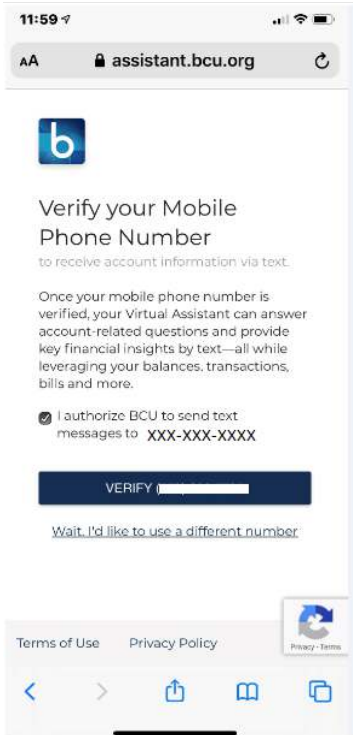 11:59
AA assistant.bcu.org
b
Verify your Mobile
Phone Number
to receive account information via text.
Once your mobile phone number is
verified, your Virtual Assistant can answer
account-related questions and provide
key financial insights by text—all while
leveraging your balances, transactions,
bills and more.
I authorize BCU to send text
messages to XXX-XXX-XXXX
VERIFY (
Wait. I'd like to use a different number
Terms of Use Privacy Policy
Privacy - Terms